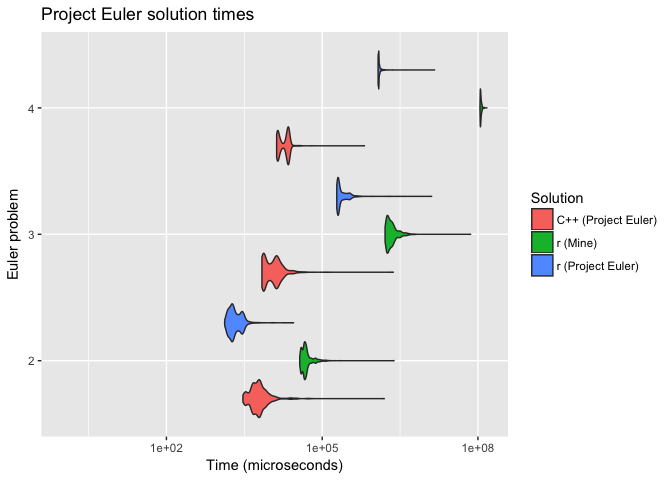 Project Euler solution times
4
3
2
Euler problem
1e+02 1e+05 1e+08
Time (microseconds)
Solution
C++ (Project Euler)
r (Mine)
r (Project Euler)